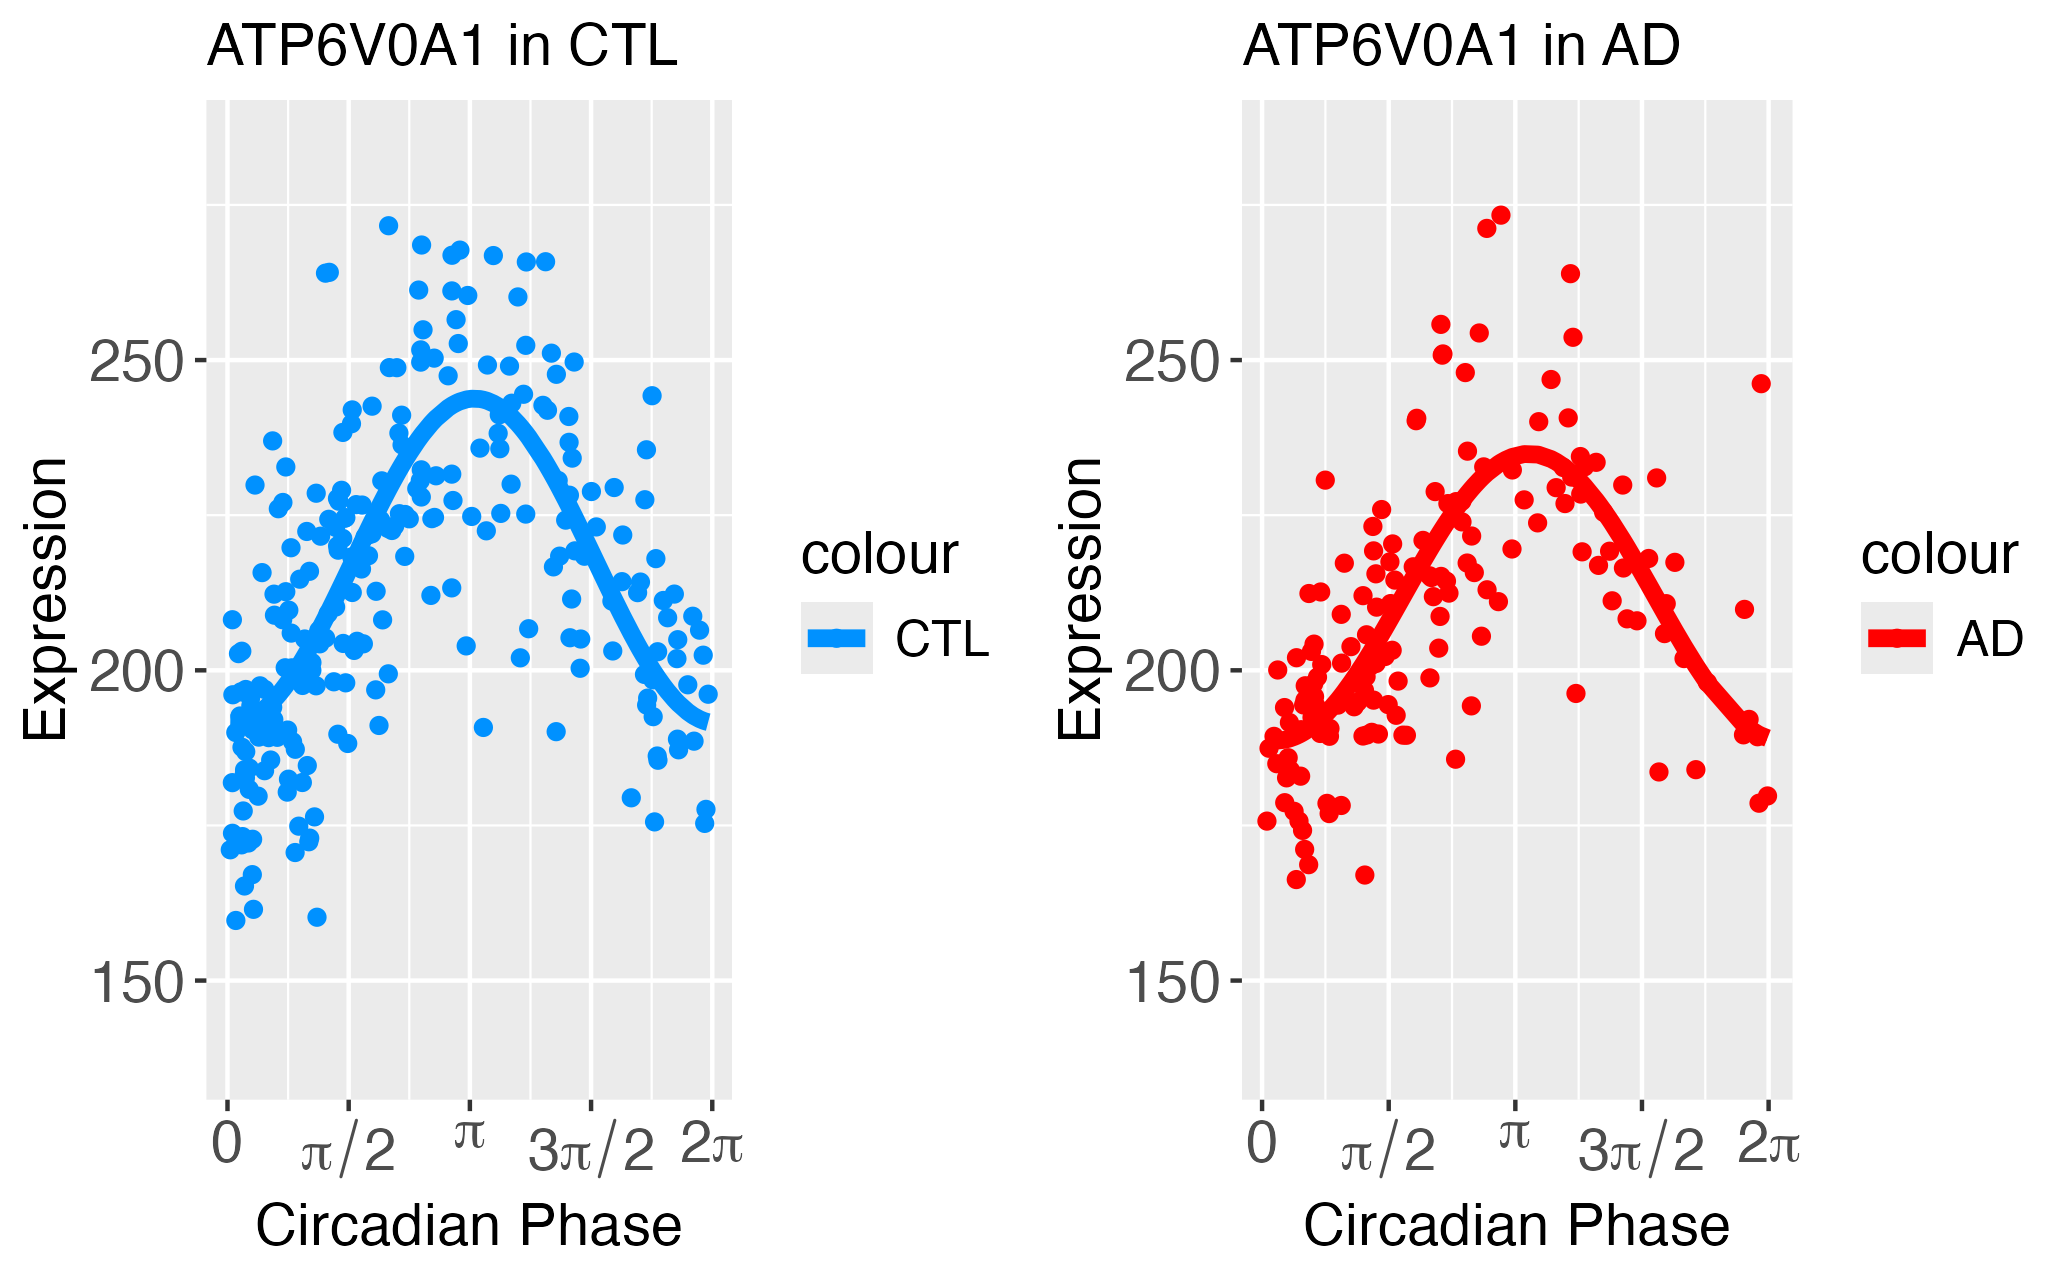 ATP6V0A1 in CTL
Expression
250
200
150
0 π/2 π 3π/2 2π
Circadian Phase
colour
CTL
ATP6V0A1 in AD
Expression
250
200
150
0 π/2 π 3π/2 2π
Circadian Phase
colour
AD